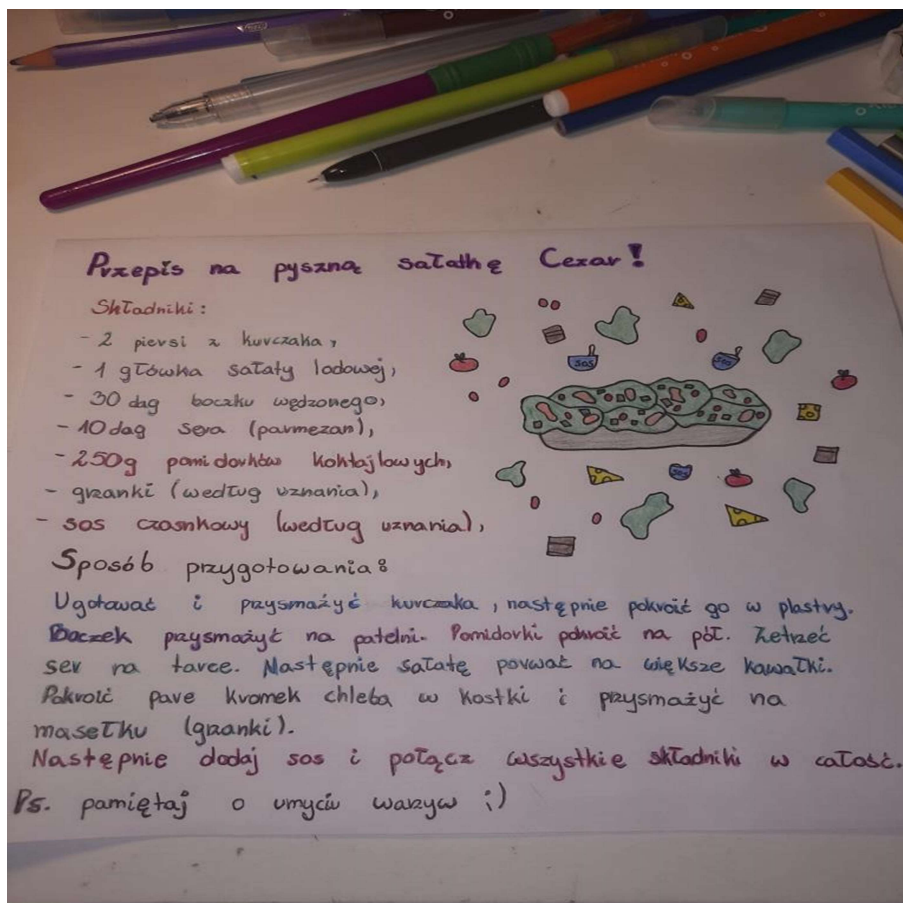 Przepis na pyszną sałatkę Cezar!
Składniki:
- 2 piersi z kurczaka,
- 1 główka sałaty lodowej,
- 30 dag boczku wędzonego,
- 10 dag sera (parmezan),
- 250g pomidorków koktajlowych,
- grzanki (według uznania),
- sos czosnkowy (według uznania),
sos
sos
sos
Sposób przygotowania:
Ugotować i przysmażyć kurczaka, następnie pokroić go w plastry.
Boczek przysmażyć na patelni. Pomidorki pokroić na pół. Zetrzeć
ser na tarce. Następnie sałatę porwać na większe kawałki.
Pokroić parę kromek chleba w kostki i przysmażyć na
masełku (grzanki).
Następnie dodaj sos i połącz wszystkie składniki w całość.
Ps. pamiętaj o umyciu warzyw ;)